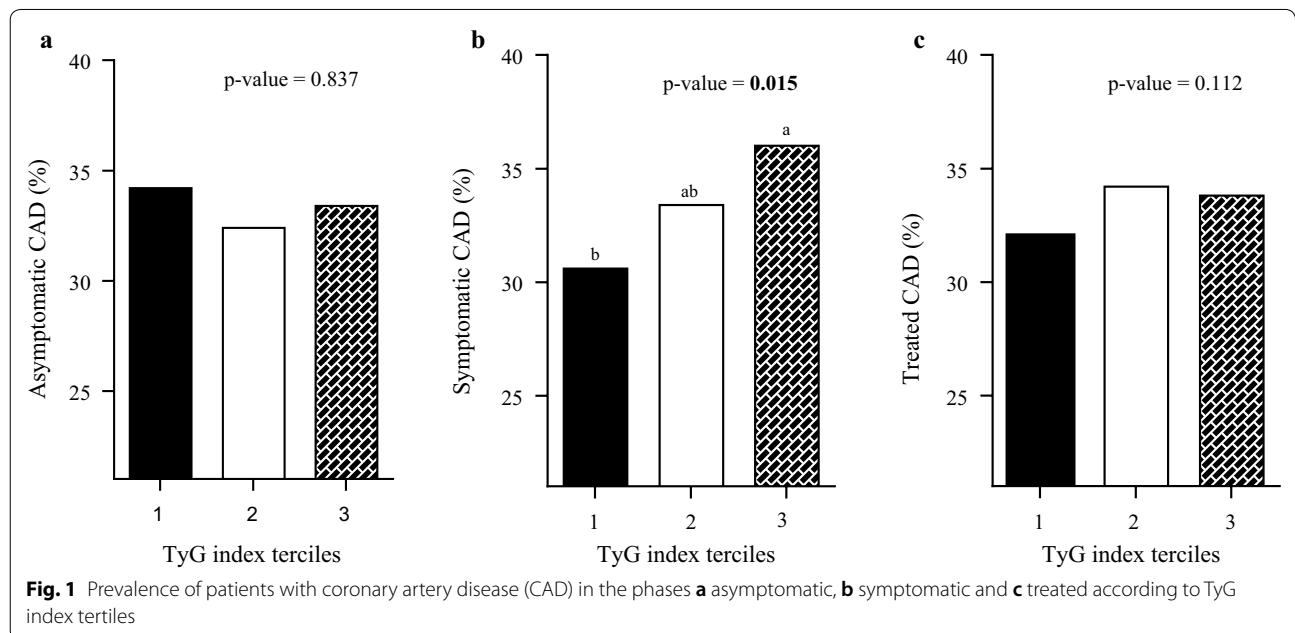 a
40
35
30
25
Asymptomatic CAD (%)
p-value = 0.837
1 2 3
TyG index terciles
b
40
35
30
25
Symptomatic CAD (%)
p-value = 0.015
b
ab
a
1 2 3
TyG index terciles
c
40
35
30
25
Treated CAD (%)
p-value = 0.112
1 2 3
TyG index terciles
Fig. 1 Prevalence of patients with coronary artery disease (CAD) in the phases a asymptomatic, b symptomatic and c treated according to TyG
index tertiles